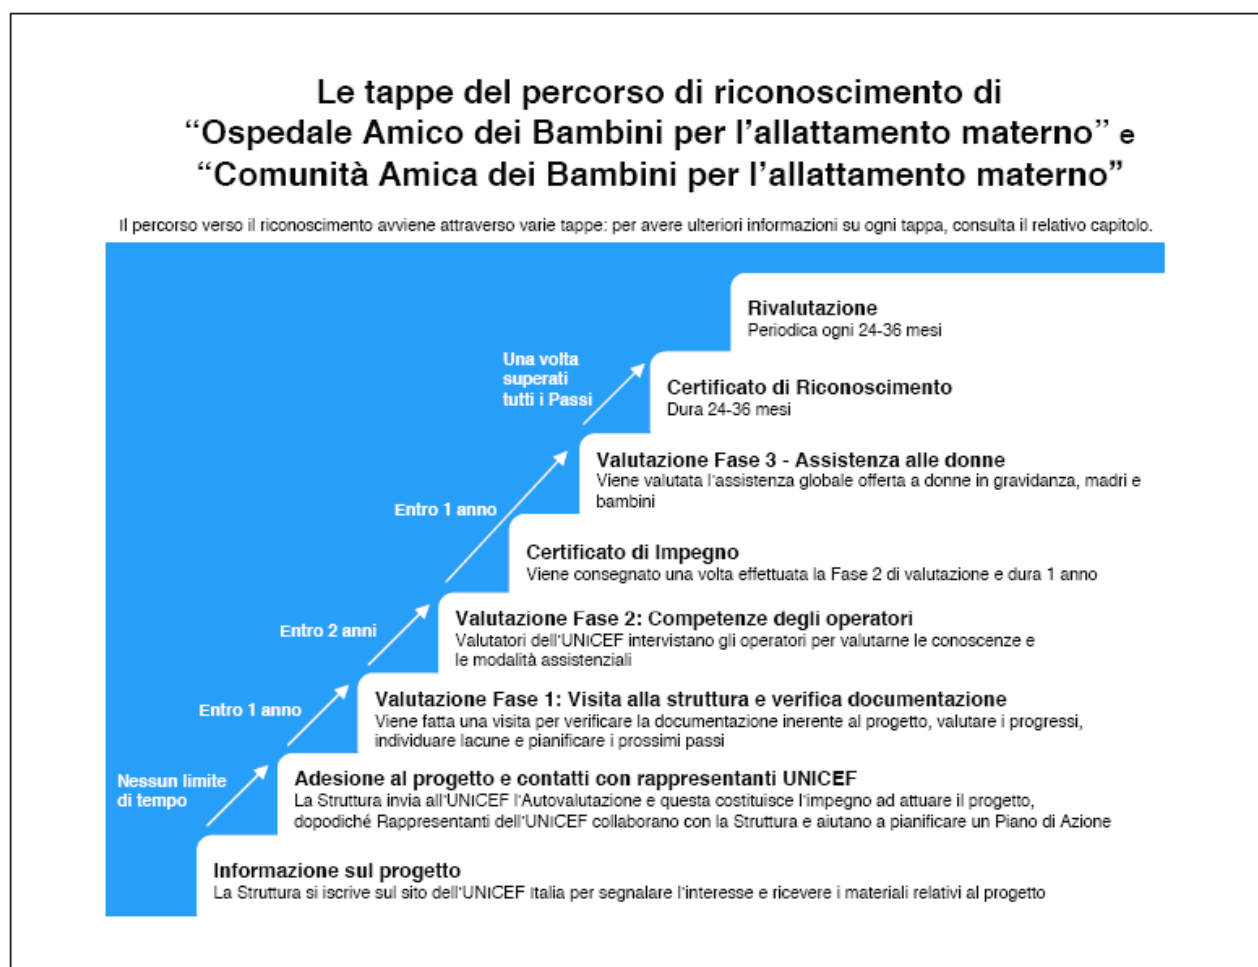 Le tappe del percorso di riconoscimento di
“Ospedale Amico dei Bambini per l’allattamento materno” e
“Comunità Amica dei Bambini per l’allattamento materno”
Il percorso verso il riconoscimento avviene attraverso varie tappe: per avere ulteriori informazioni su ogni tappa, consulta il relativo capitolo.
Rivalutazione
Periodica ogni 24-36 mesi
Una volta
superati
tutti i Passi
Certificato di Riconoscimento
Dura 24-36 mesi
Valutazione Fase 3 - Assistenza alle donne
Viene valutata l’assistenza globale offerta a donne in gravidanza, madri e
bambini
Entro 1 anno
Certificato di Impegno
Viene consegnato una volta effettuata la Fase 2 di valutazione e dura 1 anno
Entro 2 anni
Valutazione Fase 2: Competenze degli operatori
Valutatori dell’UNICEF intervistano gli operatori per valutarne le conoscenze e
le modalità assistenziali
Entro 1 anno
Valutazione Fase 1: Visita alla struttura e verifica documentazione
Viene fatta una visita per verificare la documentazione inerente al progetto, valutare i progressi,
individuare lacune e pianificare i prossimi passi
Nessun limite
di tempo
Adesione al progetto e contatti con rappresentanti UNICEF
La Struttura invia all’UNICEF l’Autovalutazione e questa costituisce l’impegno ad attuare il progetto,
dopodiché Rappresentanti dell’UNICEF collaborano con la Struttura e aiutano a pianificare un Piano di Azione
Informazione sul progetto
La Struttura si iscrive sul sito dell’UNICEF Italia per segnalare l’interesse e ricevere i materiali relativi al progetto